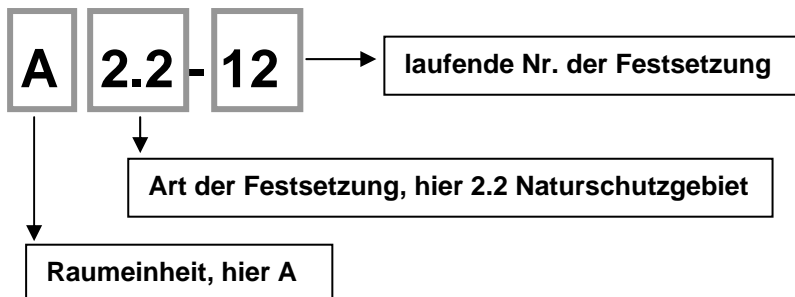 A 2.2 - 12
laufende Nr. der Festsetzung
Art der Festsetzung, hier 2.2 Naturschutzgebiet
Raumeinheit, hier A